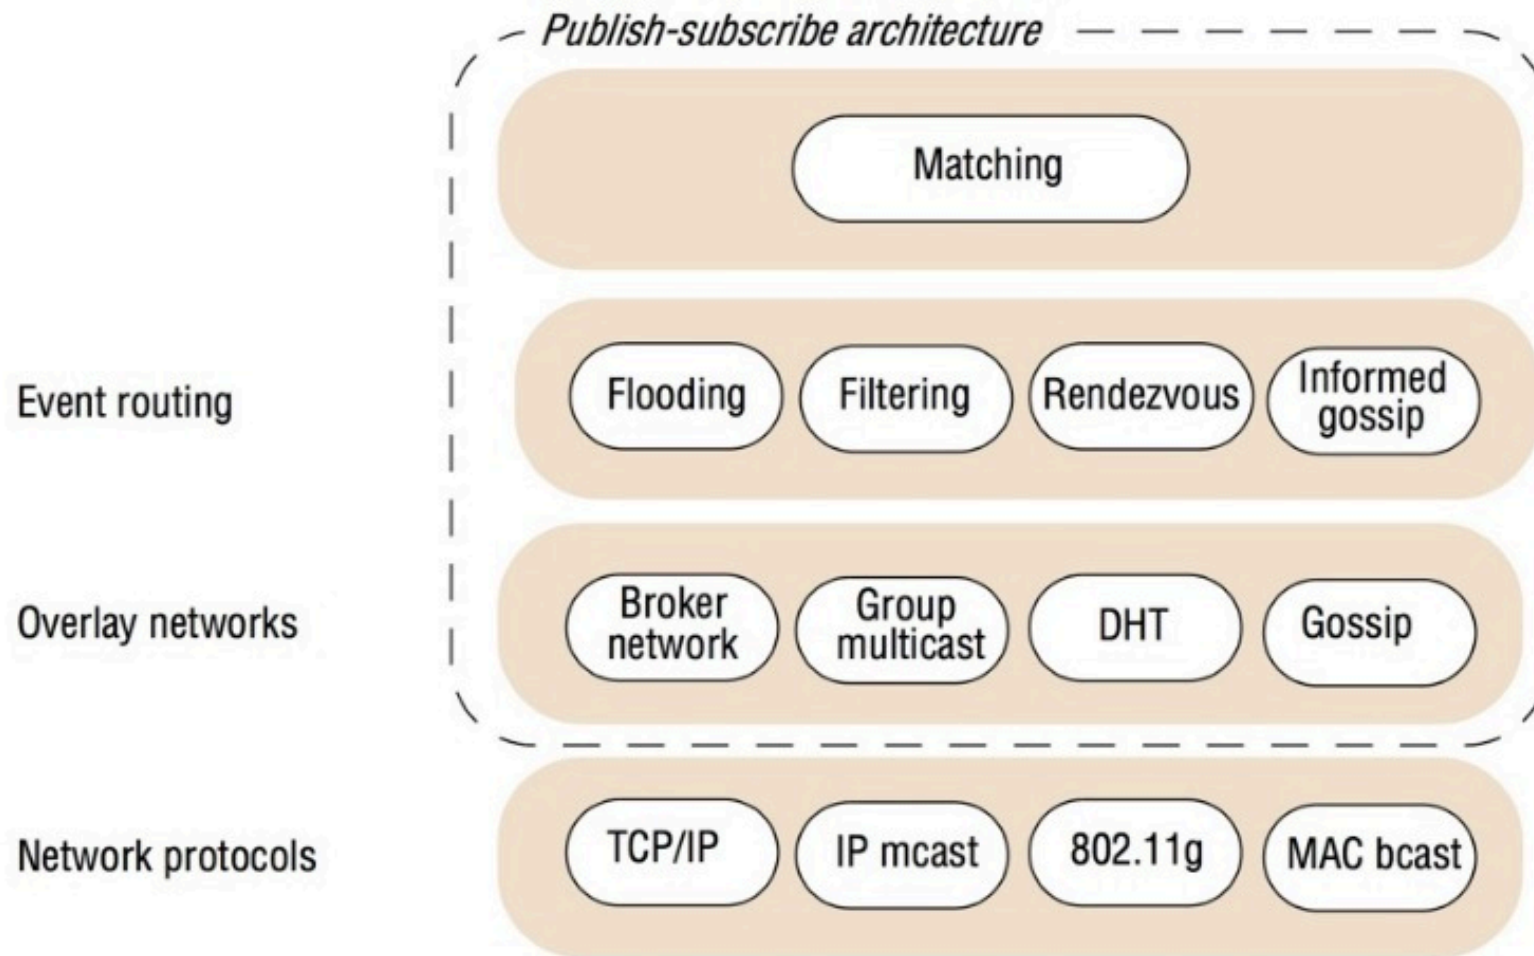 Publish-subscribe architecture
Matching
Event routing
Flooding
Filtering
Rendezvous
Informed
gossip
Overlay networks
Broker
network
Group
multicast
DHT
Gossip
Network protocols
TCP/IP
IP mcast
802.11g
MAC bcast